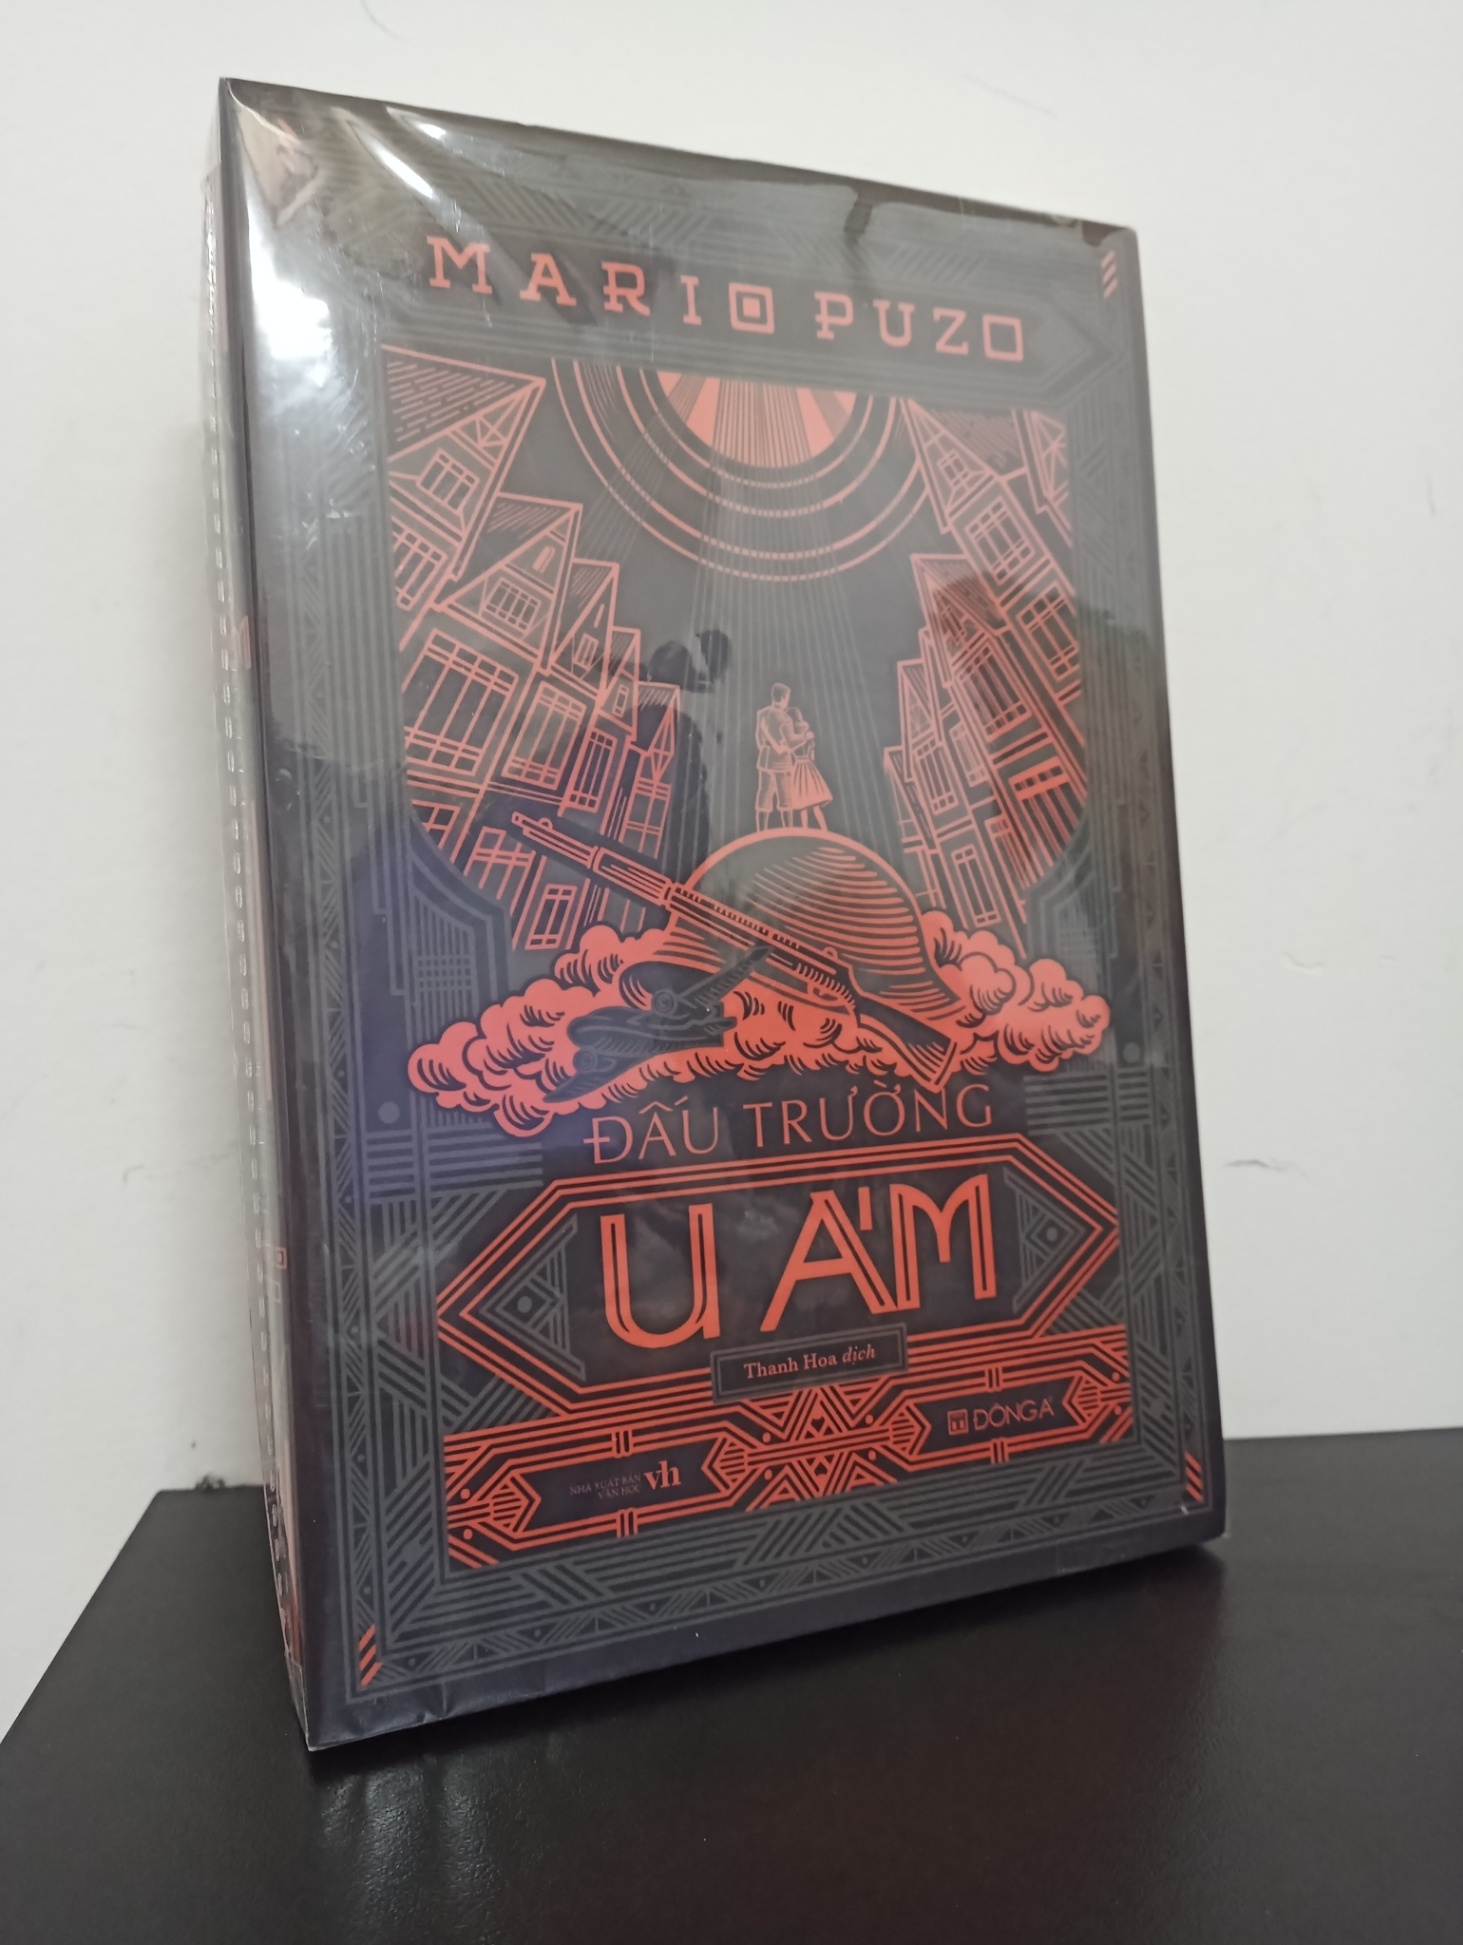 MARIO PUZO
ĐẤU TRƯỜNG
U ÁM
Thanh Hoa dịch
NHÀ XUẤT BẢN
VĂN HỌC
vh
ĐÔNG A